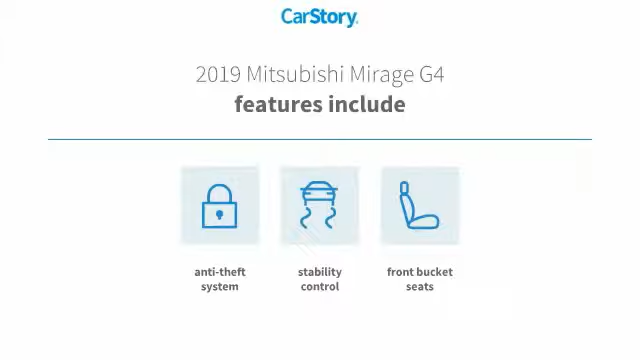 CarStory.
2019 Mitsubishi Mirage G4
features include
anti-theft
system
stability
control
front bucket
seats